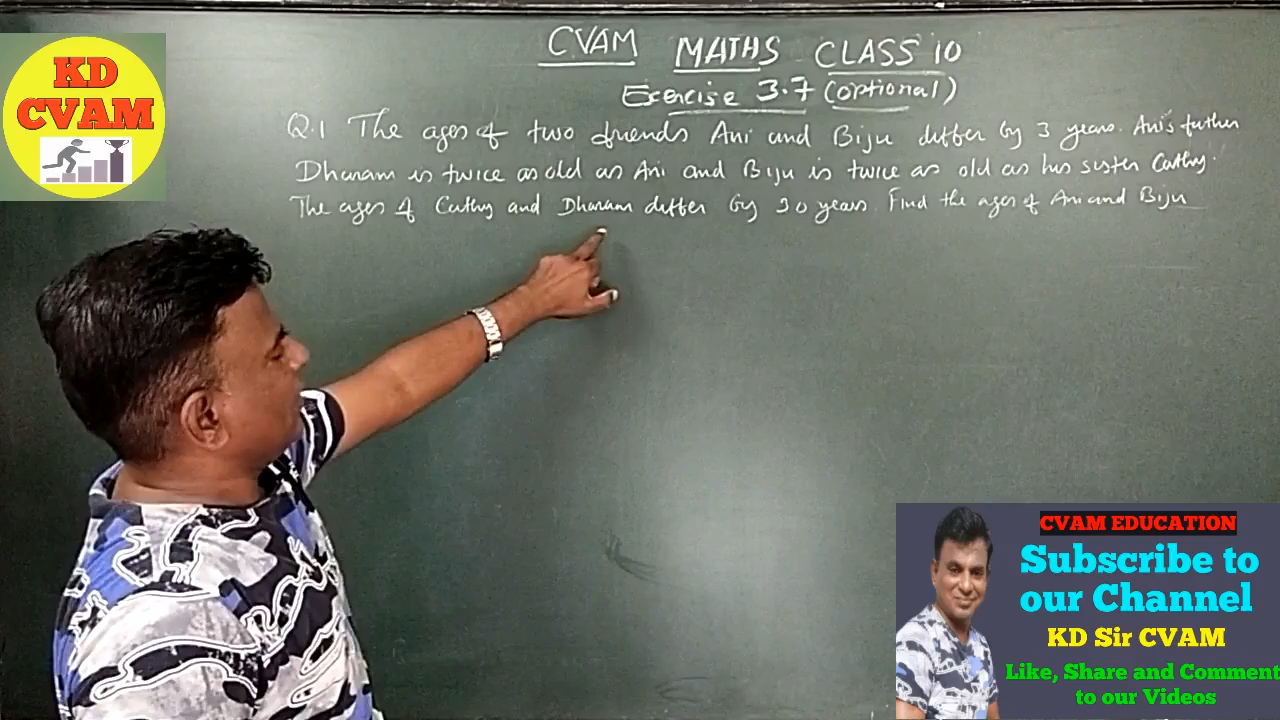 KD
CVAM
CVAM MATHS CLASS 10
Exercise 3.7 (optional)
Q.1 The ages of two friends Ani and Biju differ by 3 years. Ani's father
Dharam is twice as old as Ani and Biju is twice as old as his sister Cathy.
The ages of Cathy and Dharam differ by 30 years. Find the ages of Ani and Biju
CVAM EDUCATION
Subscribe to
our Channel
KD Sir CVAM
Like, Share and Comment
to our Videos